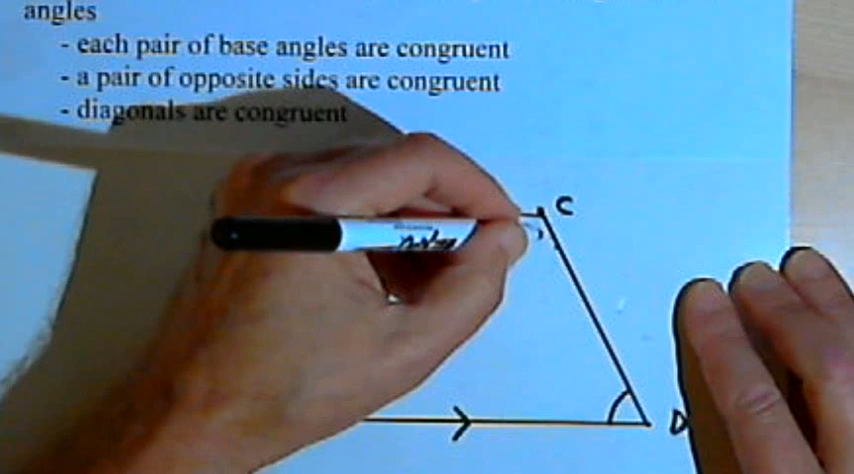 angles
- each pair of base angles are congruent
- a pair of opposite sides are congruent
- diagonals are congruent
C
D